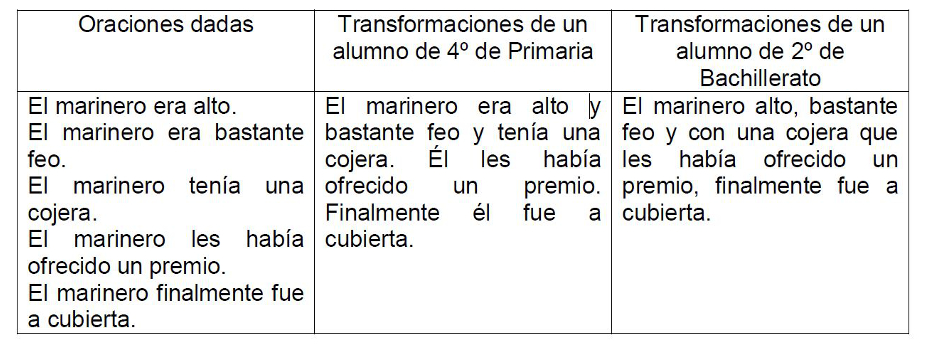 Oraciones dadas
Transformaciones de un
alumno de 4º de Primaria
Transformaciones de un
alumno de 2º de
Bachillerato
El marinero era alto.
El marinero era bastante
feo.
El marinero tenía una
cojera.
El marinero les había
ofrecido un premio.
El marinero finalmente fue
a cubierta.
El marinero era alto y
bastante feo y tenía una
cojera. Él les había
ofrecido un premio.
Finalmente él fue a
cubierta.
El marinero alto, bastante
feo y con una cojera que
les había ofrecido un
premio, finalmente fue a
cubierta.